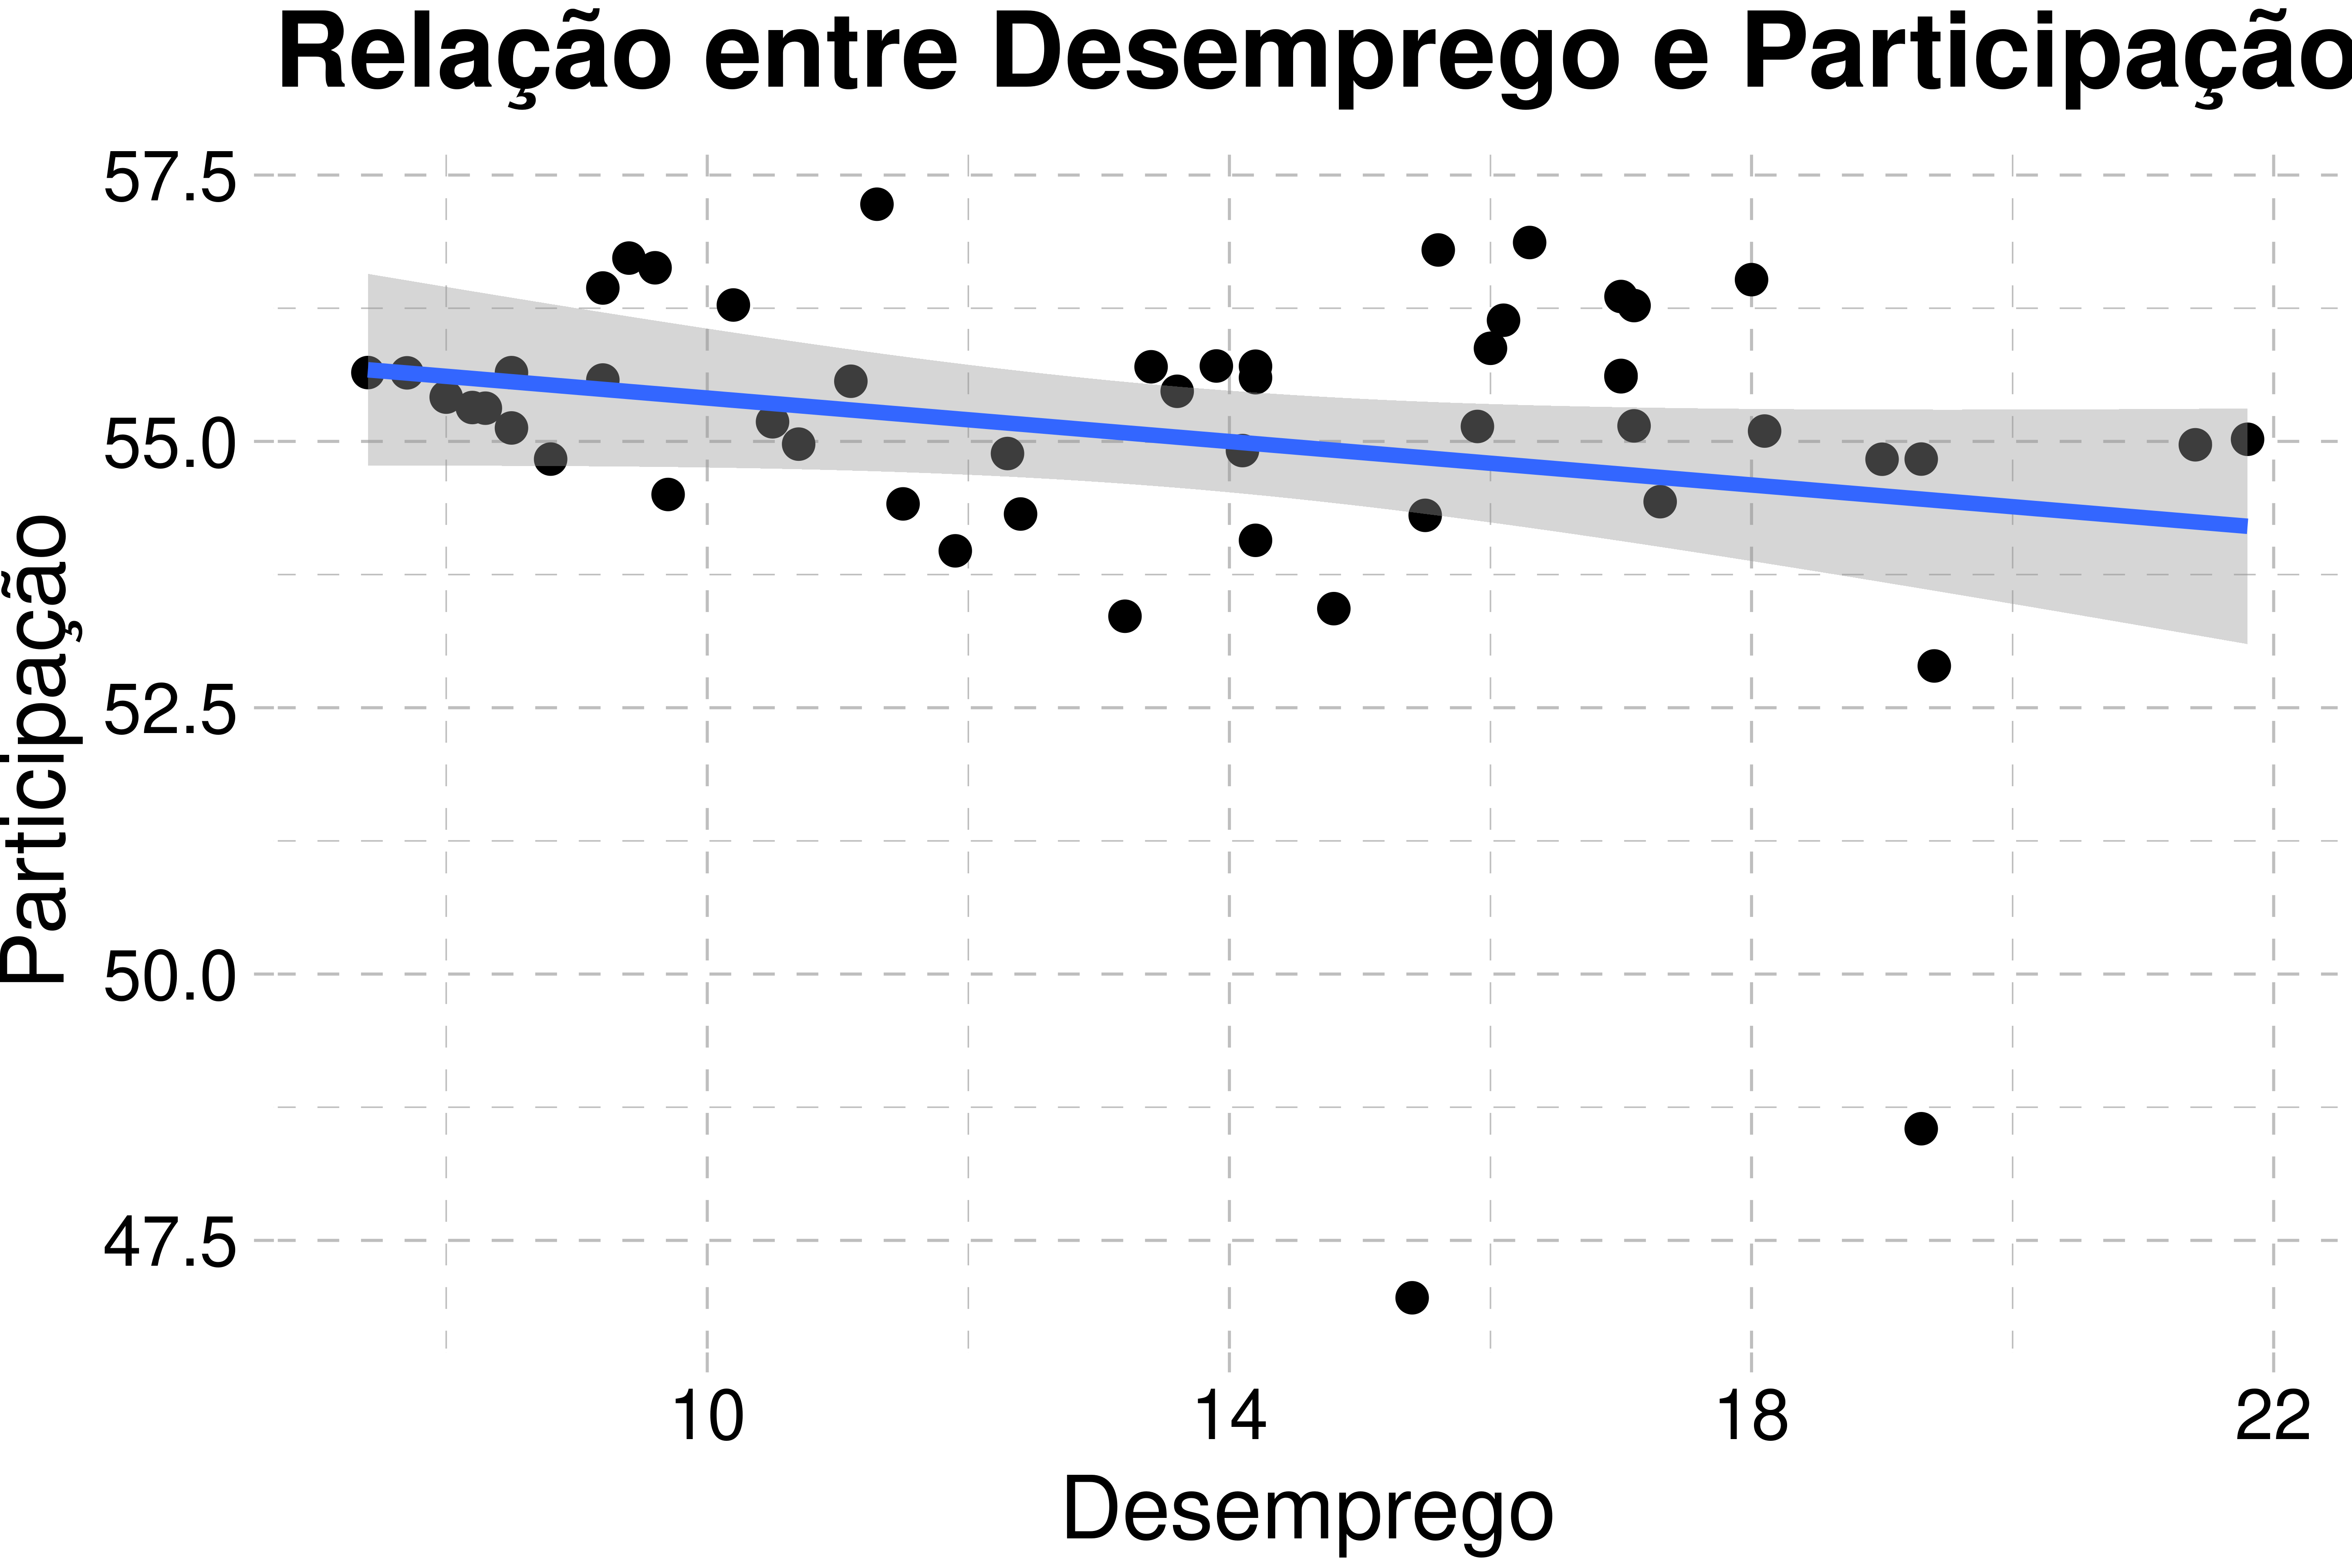 Relação entre Desemprego e Participação
57.5
55.0
52.5
50.0
47.5
Participação
10 14 18 22
Desemprego